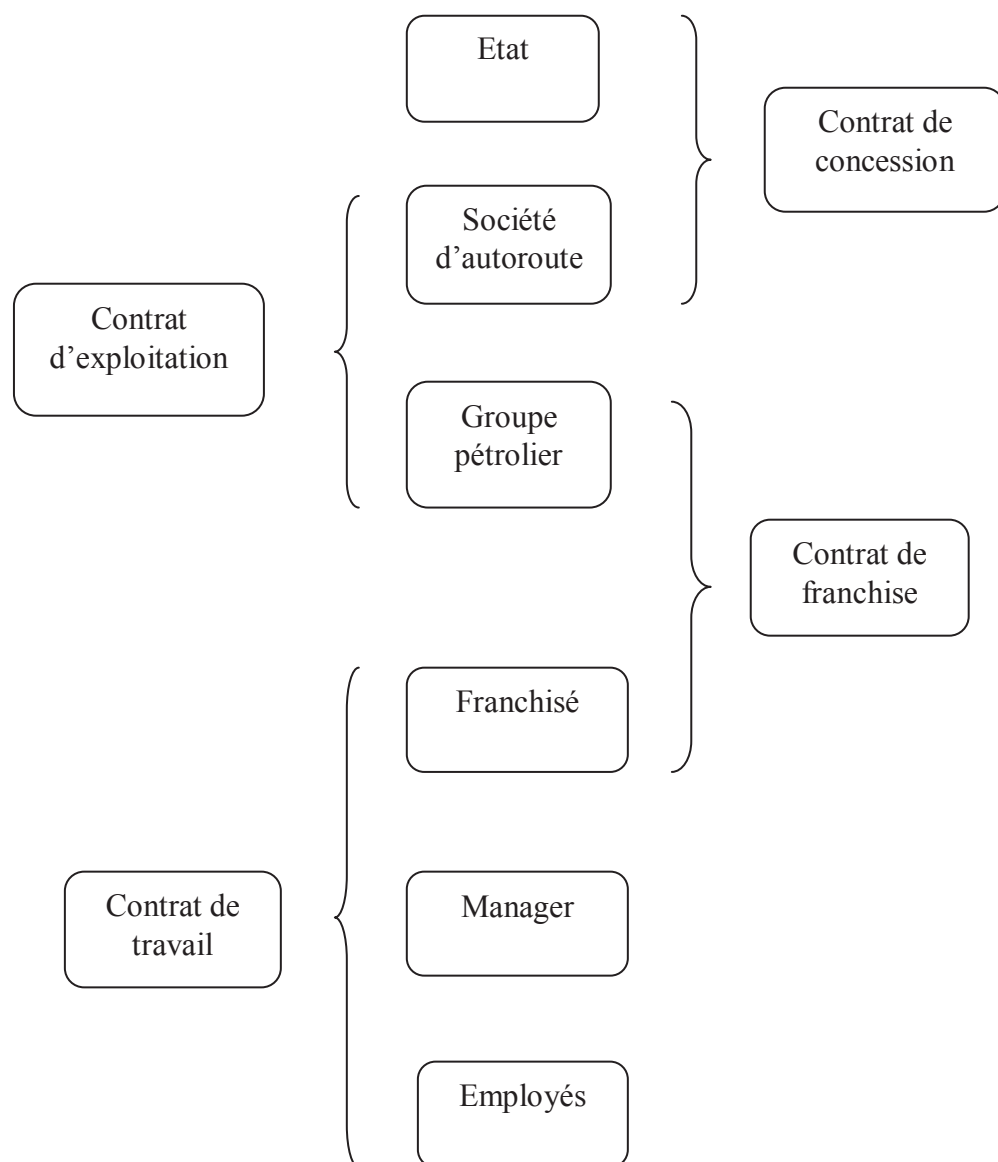 Etat
Contrat de
concession
Société
d’autoroute
Contrat
d’exploitation
Groupe
pétrolier
Contrat de
franchise
Franchisé
Contrat de
travail
Manager
Employés